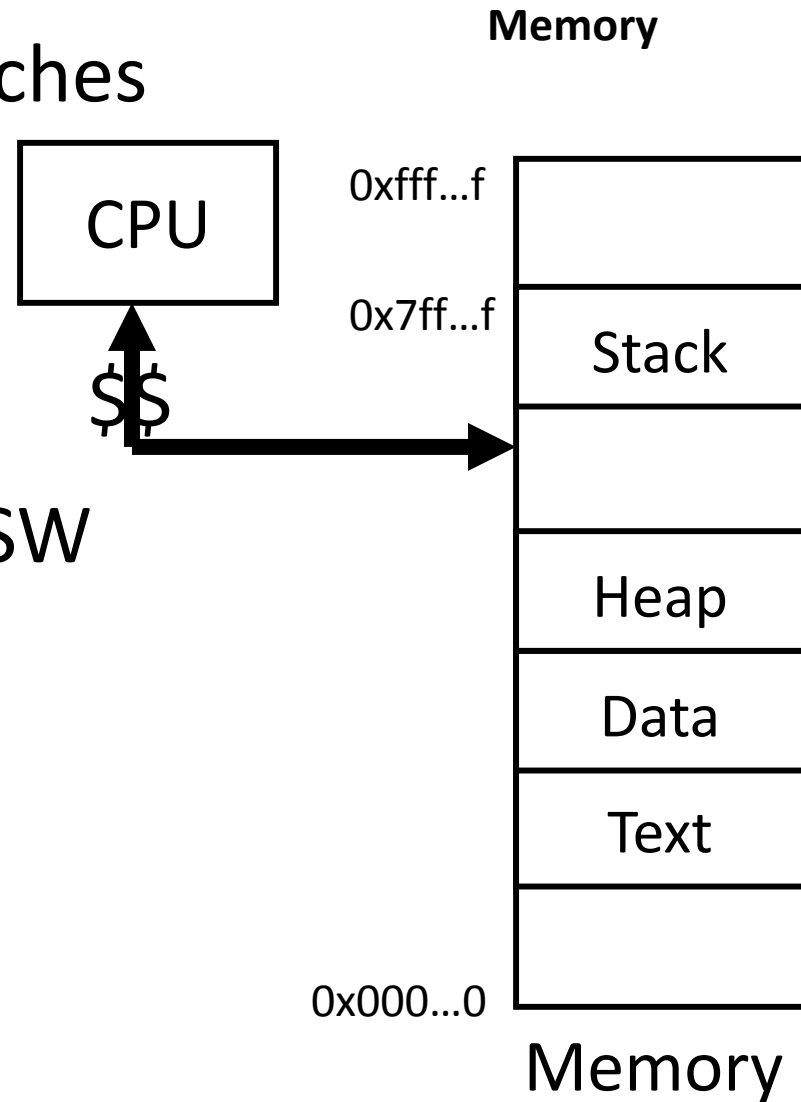 Memory
ches
0xfff...f
CPU
0x7ff...f
Stack
$$
SW
Heap
Data
Text
0x000...0
Memory